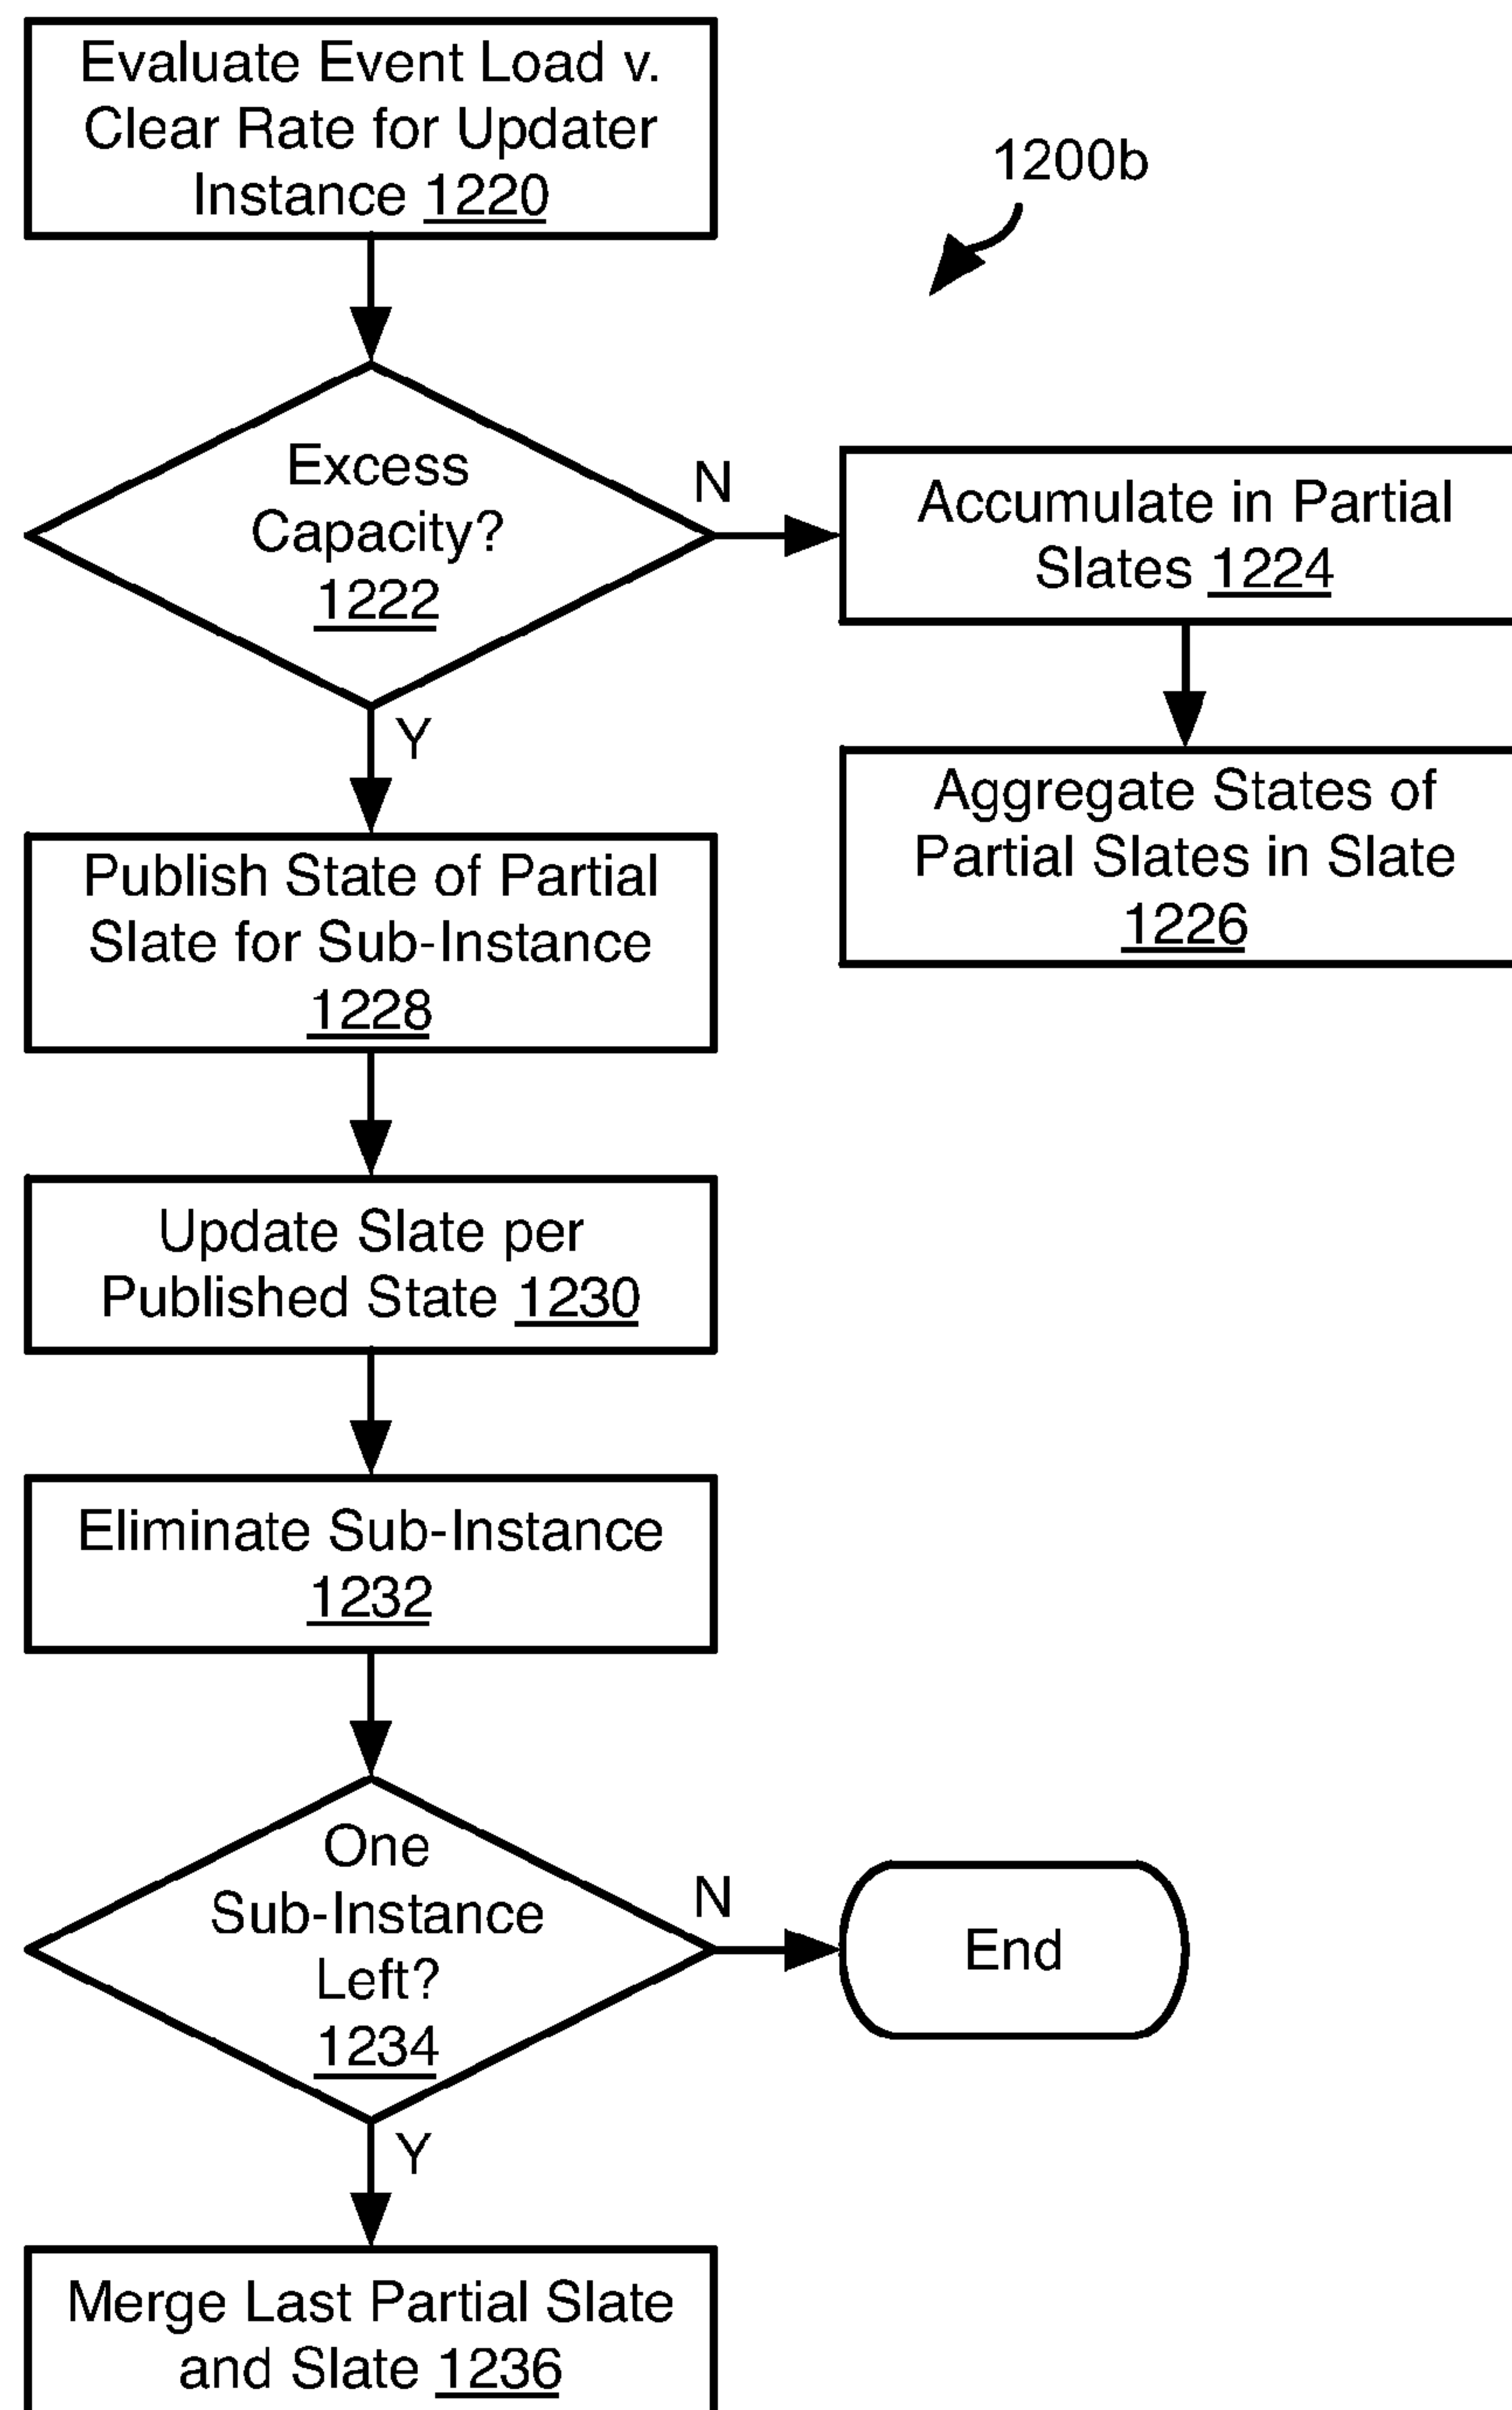 Evaluate Event Load v.
Clear Rate for Updater
Instance 1220
1200b
Excess
Capacity?
1222
N
Accumulate in Partial
Slates 1224
Y
Aggregate States of
Partial Slates in Slate
1226
Publish State of Partial
Slate for Sub-Instance
1228
Update Slate per
Published State 1230
Eliminate Sub-Instance
1232
One
Sub-Instance
Left?
1234
N
End
Y
Merge Last Partial Slate
and Slate 1236